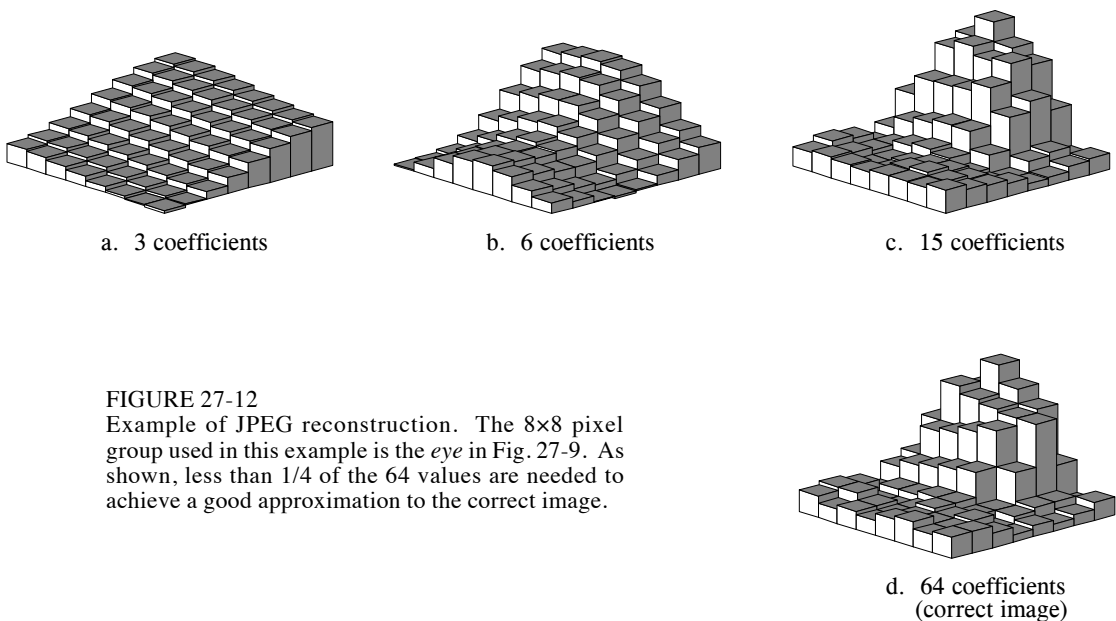 a. 3 coefficients
b. 6 coefficients
c. 15 coefficients
FIGURE 27-12
Example of JPEG reconstruction. The 8×8 pixel
group used in this example is the eye in Fig. 27-9. As
shown, less than 1/4 of the 64 values are needed to
achieve a good approximation to the correct image.
d. 64 coefficients
(correct image)